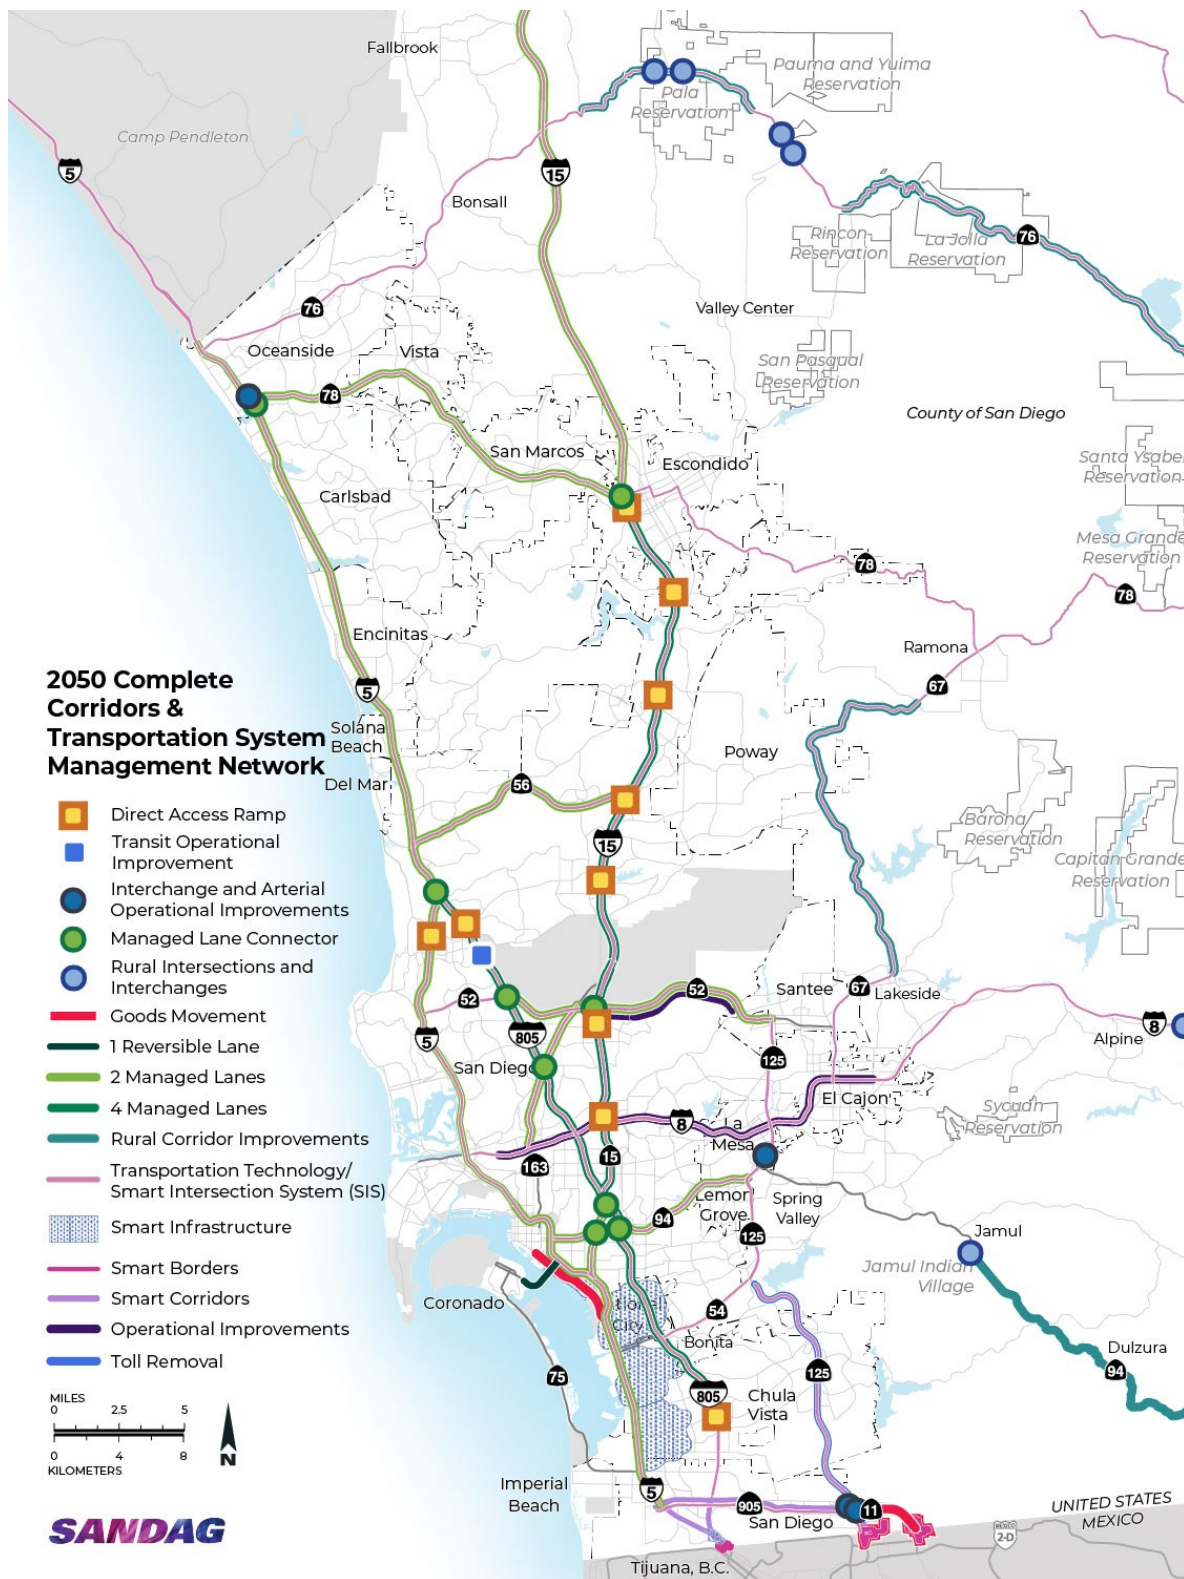 Fallbrook
Pauma and Yuima
Reservation
Pala
Reservation
Camp Pendleton
5
15
Bonsall
Rincon
Reservation
La Jolla
Reservation
76
76
Valley Center
Oceanside
Vista
San Pasqual
Reservation
78
County of San Diego
San Marcos
Escondido
Santa Ysabel
Reservation
Carlsbad
Mesa Grande
Reservation
78
78
Encinitas
Ramona
67
5
2050 Complete
Corridors &
Transportation System
Management Network
Solana
Beach
Del Mar
Poway
56
15
Barona
Reservation
Capitan Grande
Reservation
Direct Access Ramp
Transit Operational
Improvement
Interchange and Arterial
Operational Improvements
Managed Lane Connector
Rural Intersections and
Interchanges
Goods Movement
1 Reversible Lane
2 Managed Lanes
4 Managed Lanes
Rural Corridor Improvements
Transportation Technology/
Smart Intersection System (SIS)
Smart Infrastructure
Smart Borders
Smart Corridors
Operational Improvements
Toll Removal
52
52
Santee
67
Lakeside
5
805
San Diego
125
8
Alpine
El Cajon
8
La
Mesa
Sycuan
Reservation
163
15
Lemon
Grove
94
Spring
Valley
125
Jamul
Jamul Indian
Village
Coronado
54
Bonita
75
125
805
Chula
Vista
Dulzura
94
MILES
0 2.5 5
0 4 8
KILOMETERS
N
Imperial
Beach
5
905
San Diego
11
UNITED STATES
MEXICO
MEXICO
2-D
Tijuana, B.C.
SANDAG